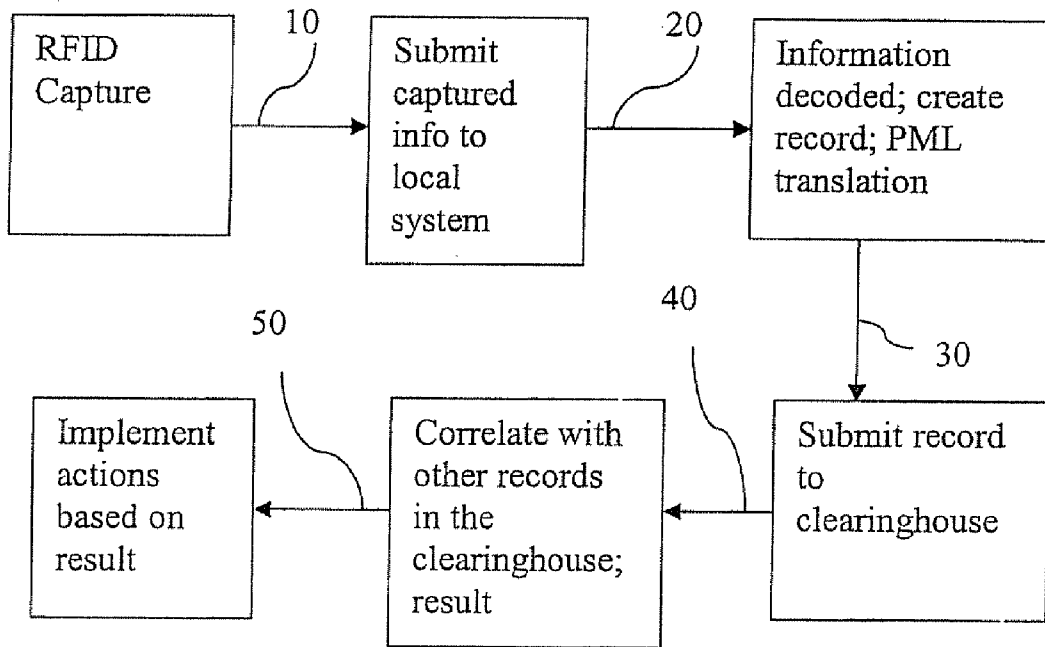 10
20
RFID
Capture
Submit
captured
info to
local
system
Information
decoded; create
record; PML
translation
30
40
50
Submit record
to
clearinghouse
Correlate with
other records
in the
clearinghouse;
result
Implement
actions
based on
result